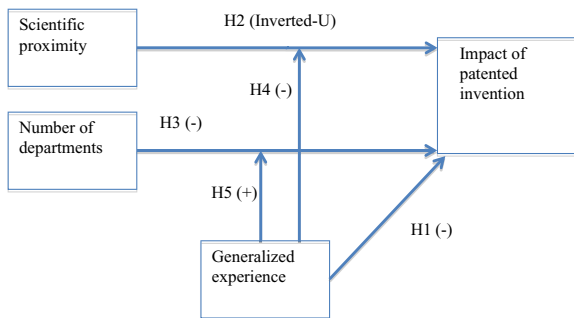 Scientific
proximity
H2 (Inverted-U)
Impact of
patented
invention
H4 (-)
Number of
departments
H3 (-)
H5 (+)
H1 (-)
Generalized
experience